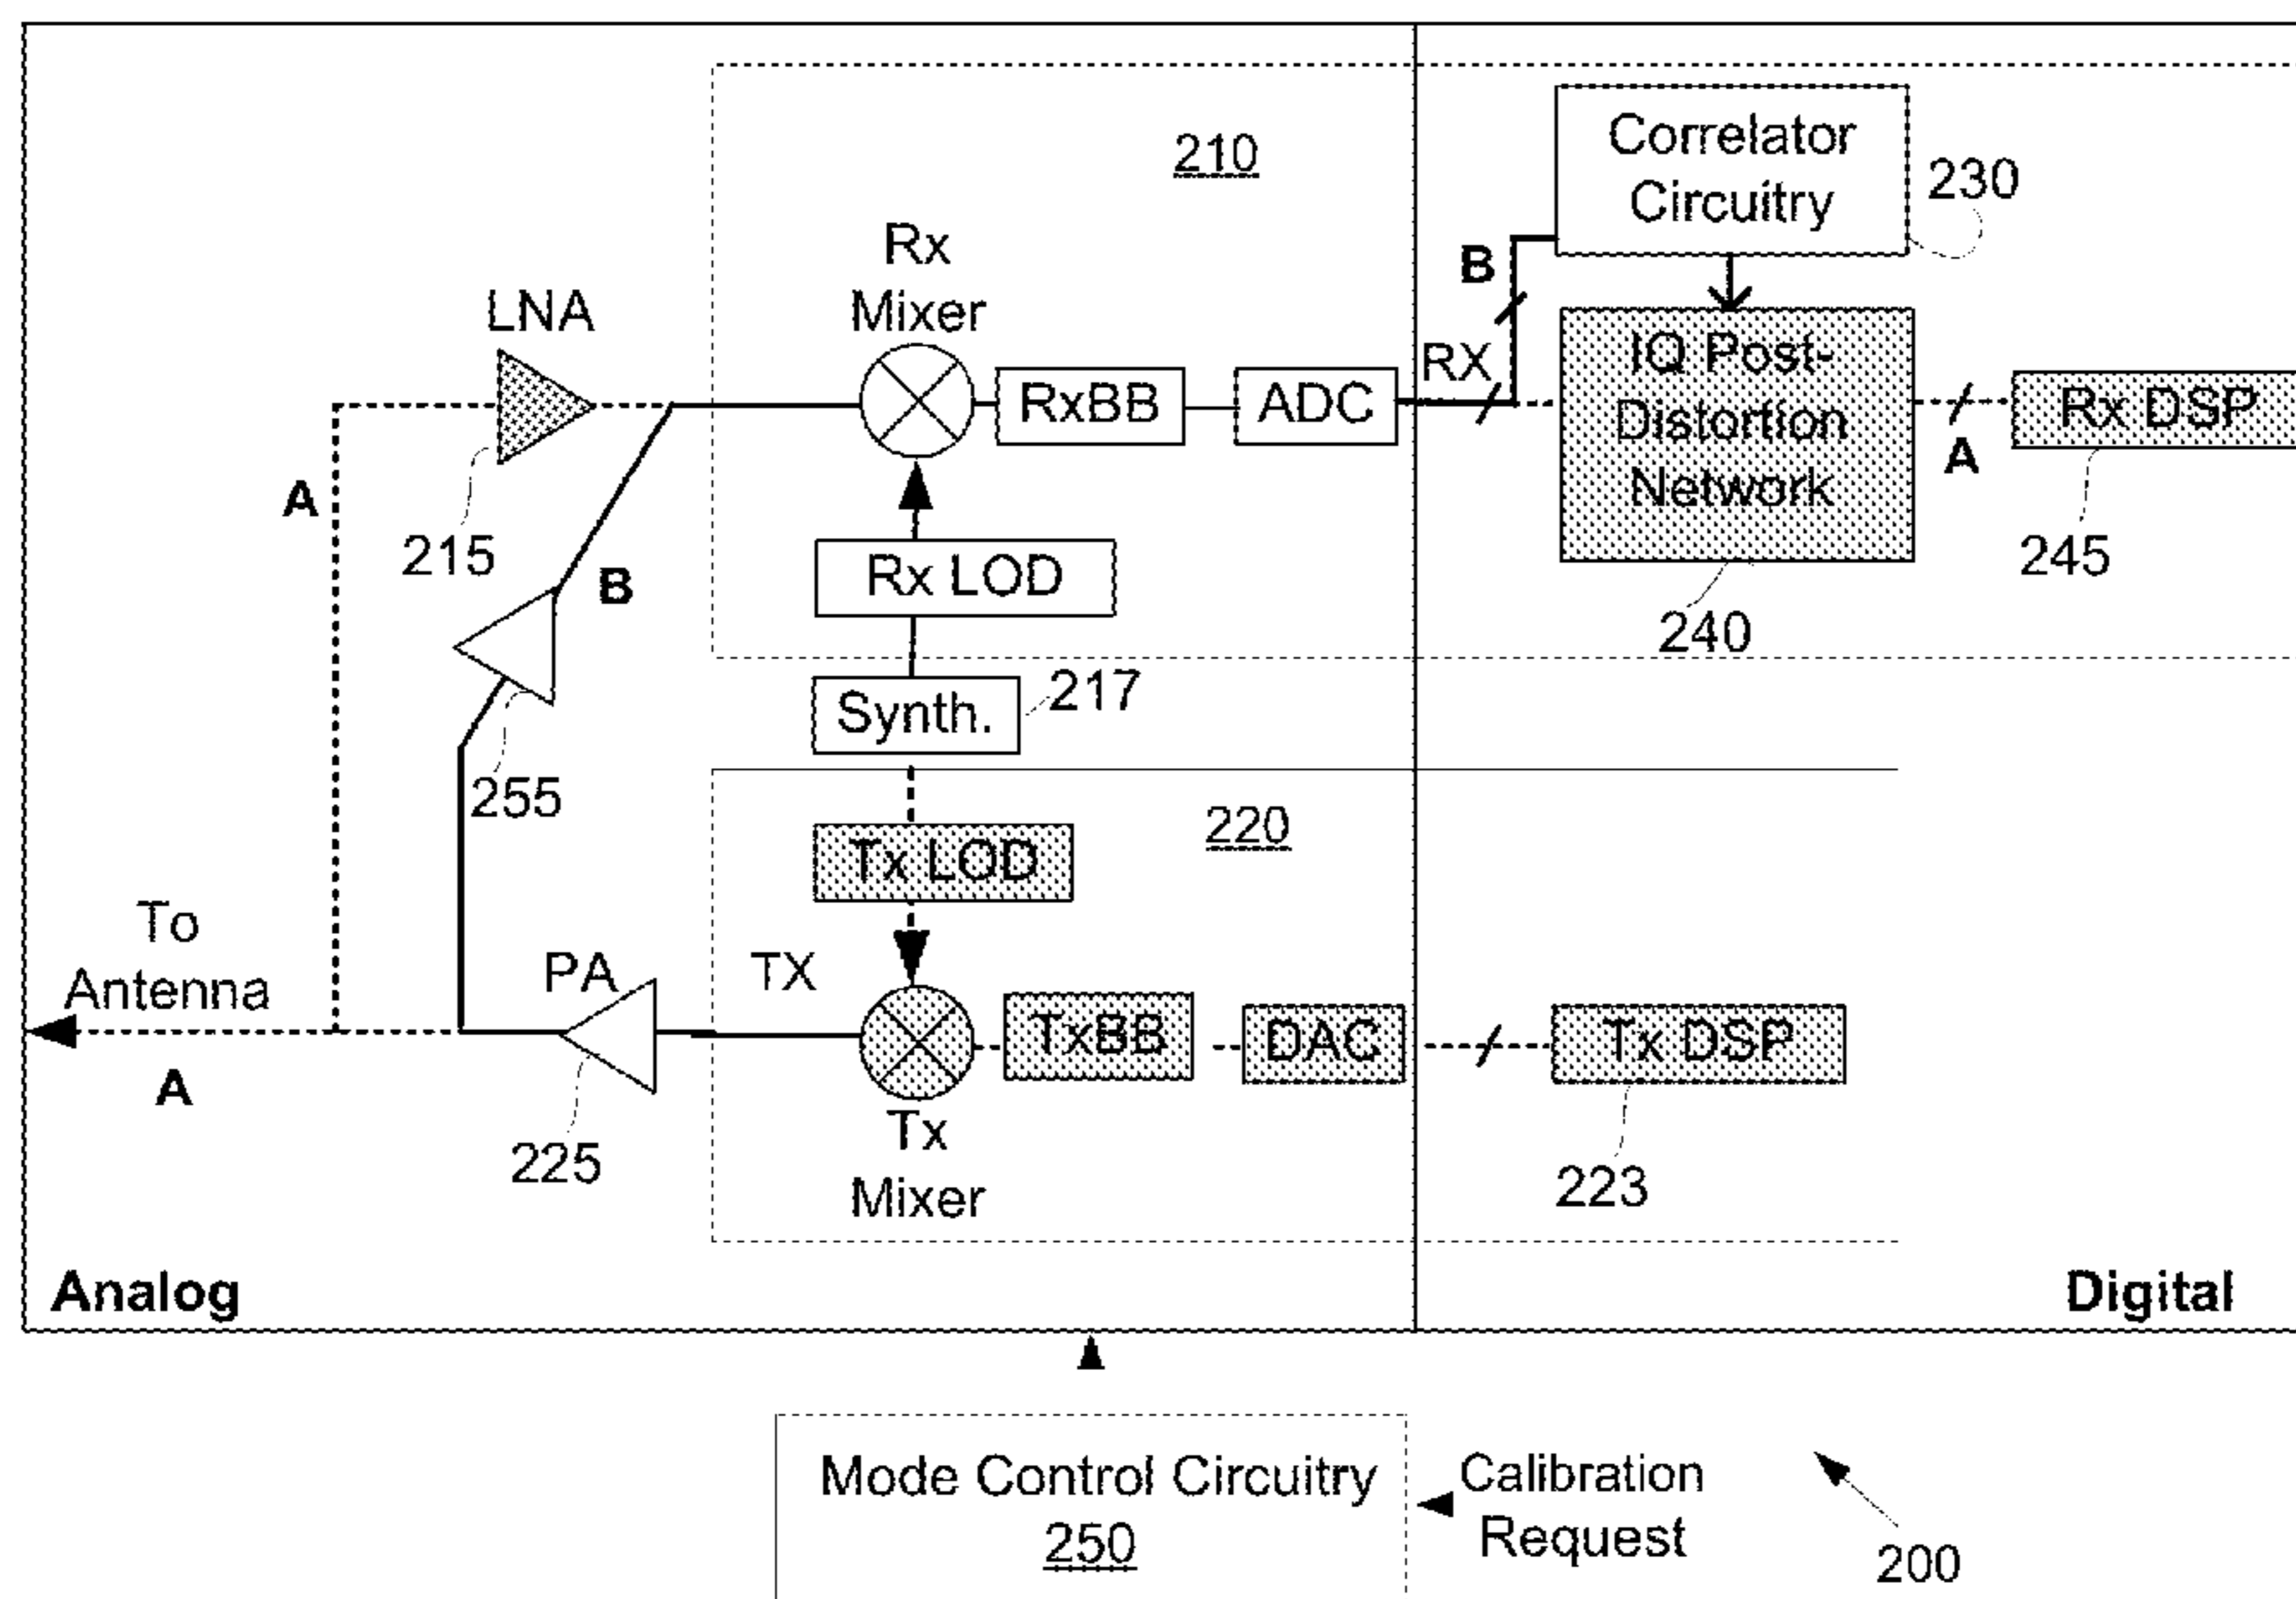 210
Correlator
Circuitry
230
Rx
Mixer
LNA
B
RX
IQ Post-
Distortion
Network
RxBB
ADC
Rx DSP
A
A
215
B
Rx LOD
245
240
Synth.
217
255
220
Tx LOD
To
Antenna
PA
TX
TxBB
DAC
Tx DSP
A
225
Tx
Mixer
223
Analog
Digital
Mode Control Circuitry
250
Calibration
Request
200